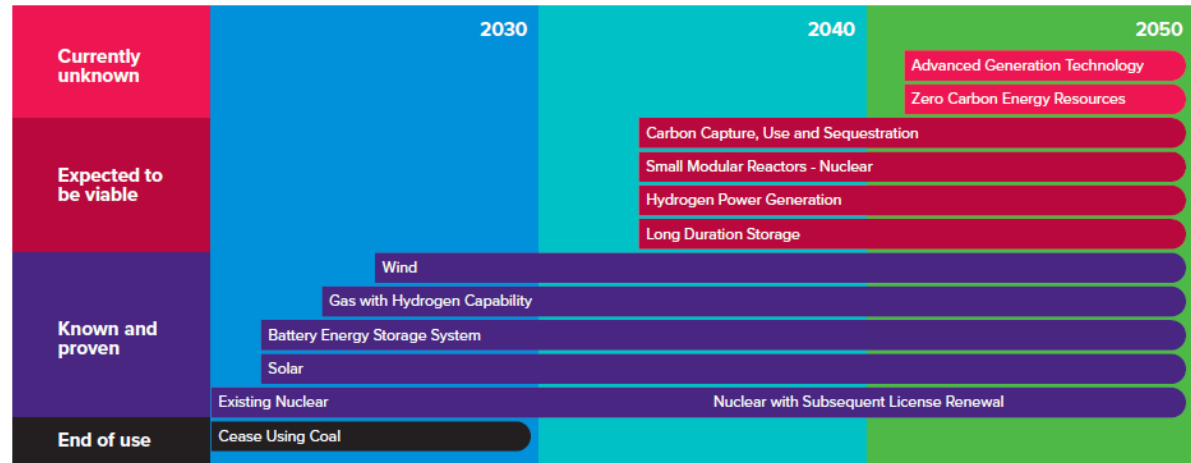 2030
2040
2050
Currently
unknown
Advanced Generation Technology
Zero Carbon Energy Resources
Expected to
be viable
Carbon Capture, Use and Sequestration
Small Modular Reactors - Nuclear
Hydrogen Power Generation
Long Duration Storage
Known and
proven
Wind
Gas with Hydrogen Capability
Battery Energy Storage System
Solar
Existing Nuclear
Nuclear with Subsequent License Renewal
End of use
Cease Using Coal